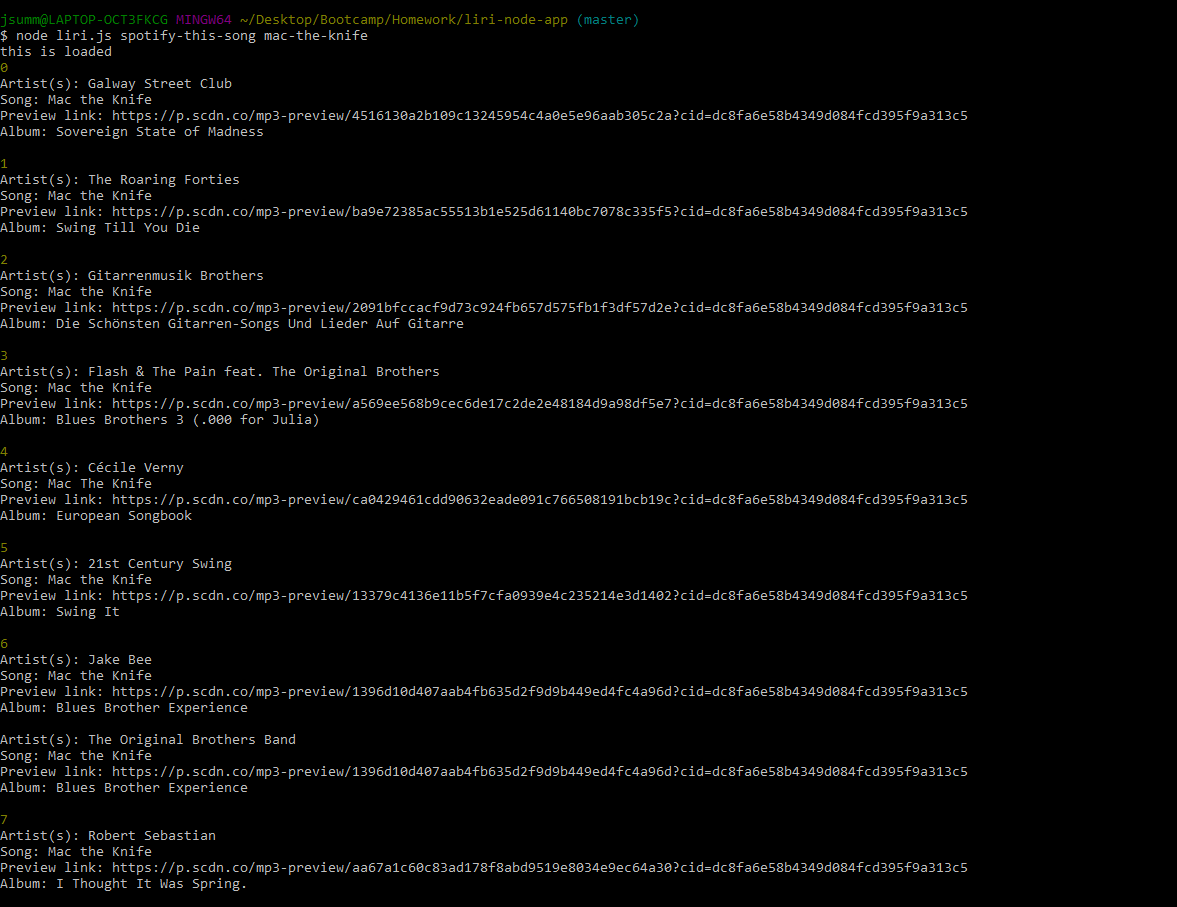 jsumm@LAPTOP-OCT3FKCG MINGW64 ~/Desktop/Bootcamp/Homework/liri-node-app (master)
$ node liri.js spotify-this-song mac-the-knife
this is loaded
0
Artist(s): Galway Street Club
Song: Mac the Knife
Preview link: https://p.scdn.co/mp3-preview/4516130a2b109c13245954c4a0e5e96aab305c2a?cid=dc8fa6e58b4349d084fcd395f9a313c5
Album: Sovereign State of Madness
1
Artist(s): The Roaring Forties
Song: Mac the Knife
Preview link: https://p.scdn.co/mp3-preview/ba9e72385ac55513b1e525d61140bc7078c335f5?cid=dc8fa6e58b4349d084fcd395f9a313c5
Album: Swing Till You Die
2
Artist(s): Gitarrenmusik Brothers
Song: Mac the Knife
Preview link: https://p.scdn.co/mp3-preview/2091bfccacf9d73c924fb657d575fb1f3df57d2e?cid=dc8fa6e58b4349d084fcd395f9a313c5
Album: Die Schönsten Gitarren-Songs Und Lieder Auf Gitarre
3
Artist(s): Flash & The Pain feat. The Original Brothers
Song: Mac the Knife
Preview link: https://p.scdn.co/mp3-preview/a569ee568b9cec6de17c2de2e48184d9a98df5e7?cid=dc8fa6e58b4349d084fcd395f9a313c5
Album: Blues Brothers 3 (.000 for Julia)
4
Artist(s): Cécile Verny
Song: Mac The Knife
Preview link: https://p.scdn.co/mp3-preview/ca0429461cdd90632eade091c766508191bcb19c?cid=dc8fa6e58b4349d084fcd395f9a313c5
Album: European Songbook
5
Artist(s): 21st Century Swing
Song: Mac the Knife
Preview link: https://p.scdn.co/mp3-preview/13379c4136e11b5f7cfa0939e4c235214e3d1402?cid=dc8fa6e58b4349d084fcd395f9a313c5
Album: Swing It
6
Artist(s): Jake Bee
Song: Mac the Knife
Preview link: https://p.scdn.co/mp3-preview/1396d10d407aab4fb635d2f9d9b449ed4fc4a96d?cid=dc8fa6e58b4349d084fcd395f9a313c5
Album: Blues Brother Experience
Artist(s): The Original Brothers Band
Song: Mac the Knife
Preview link: https://p.scdn.co/mp3-preview/1396d10d407aab4fb635d2f9d9b449ed4fc4a96d?cid=dc8fa6e58b4349d084fcd395f9a313c5
Album: Blues Brother Experience
7
Artist(s): Robert Sebastian
Song: Mac the Knife
Preview link: https://p.scdn.co/mp3-preview/aa67a1c60c83ad178f8abd9519e8034e9ec64a30?cid=dc8fa6e58b4349d084fcd395f9a313c5
Album: I Thought It Was Spring.